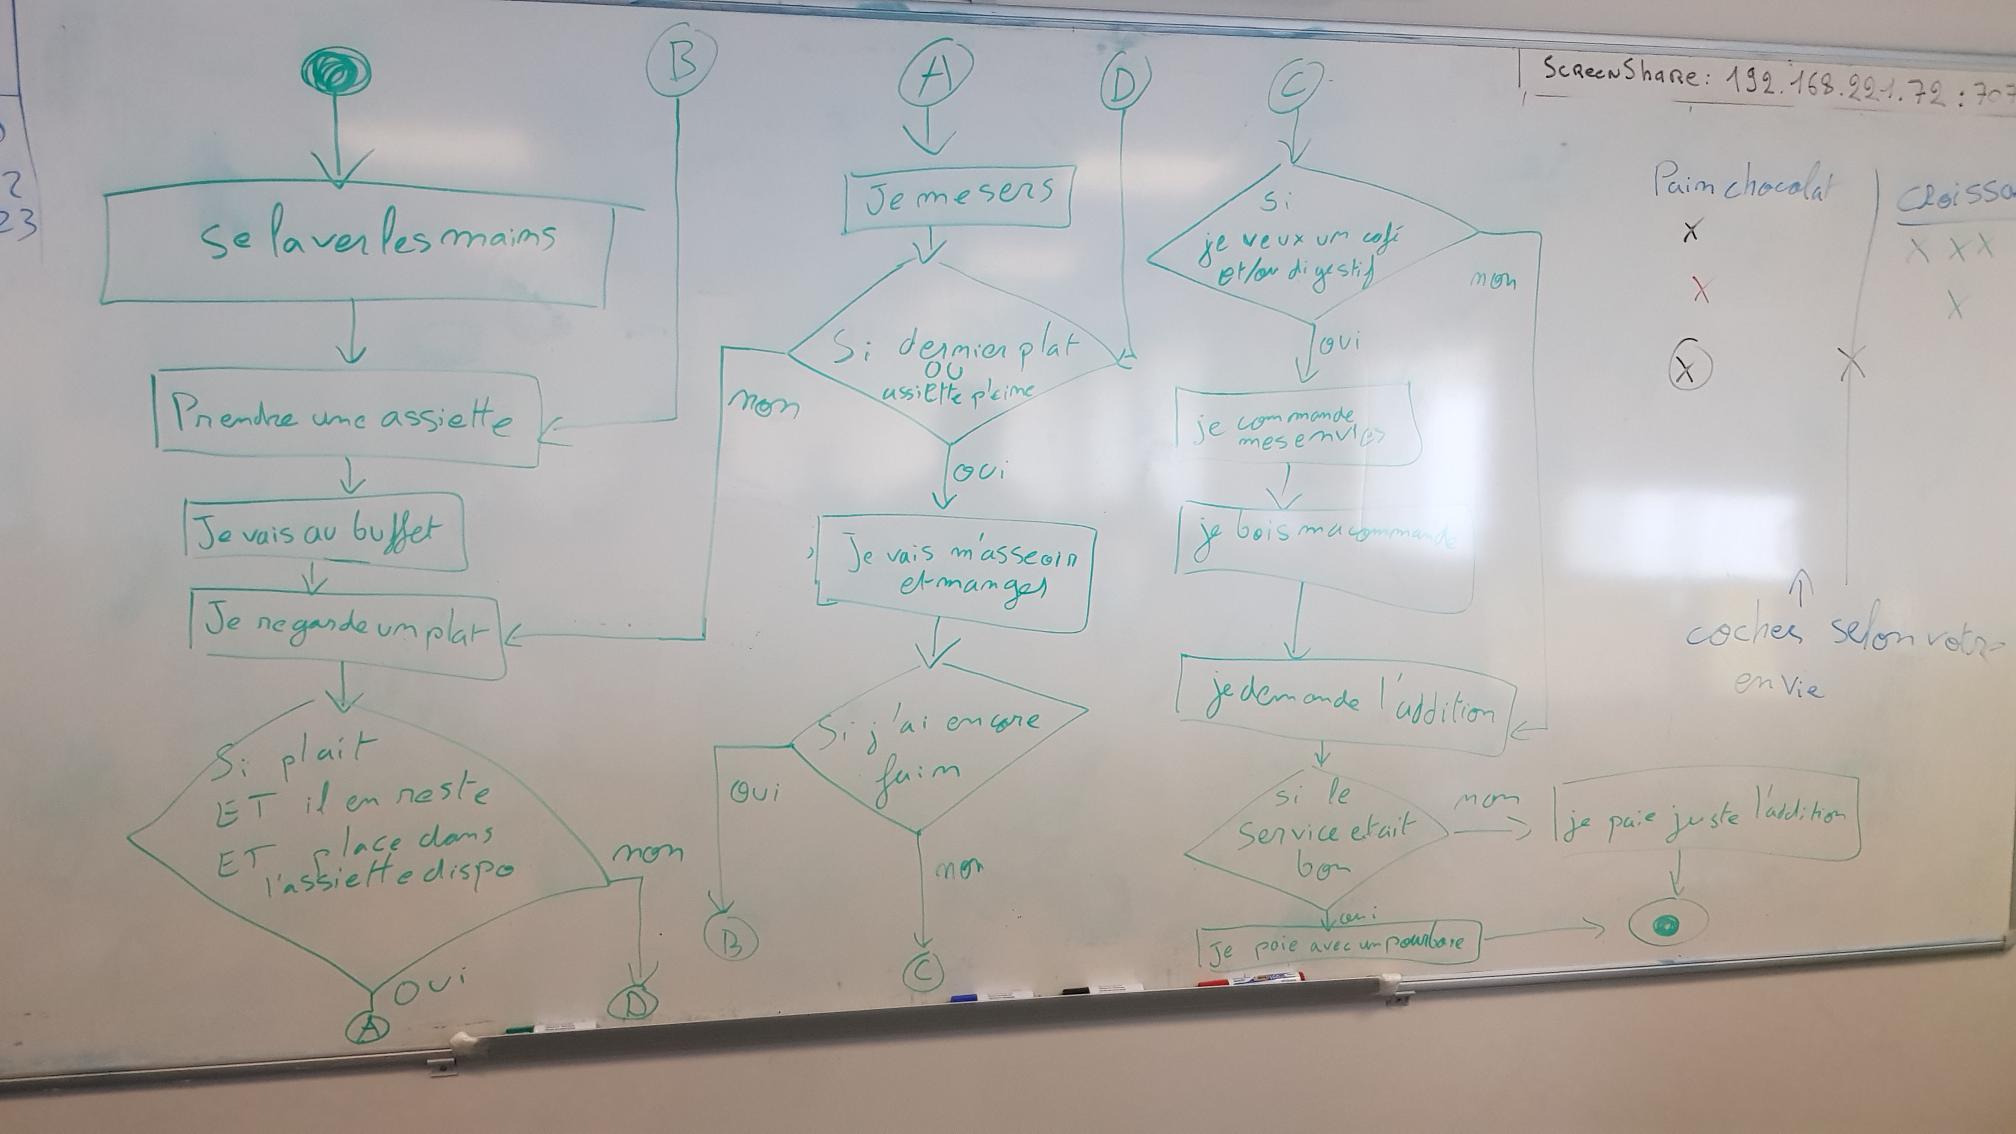 B
A
D
C
ScreenShare: 192.168.221.72:707
2
23
Se laver les mains
Prendre une assiette
Je vais au buffet
Je regarde un plat
Si plait
ET il en reste
ET place dans
l'assiette dispo
non
D
oui
A
Je me sers
Si dernier plat
OU
assiette pleine
non
oui
Je vais m'asseoir
et manger
Si j'ai encore
faim
oui
B
non
C
Si
je veux un café
et/ou digestif
non
oui
je commande
mes envies
je bois ma commande
je demande l'addition
si le
service etait
bon
non
je paie juste l'addition
oui
Je paie avec un pourboire
Pain chocolat
X
X
X
X
Croissa
X X X
X
cocher selon votre
envie